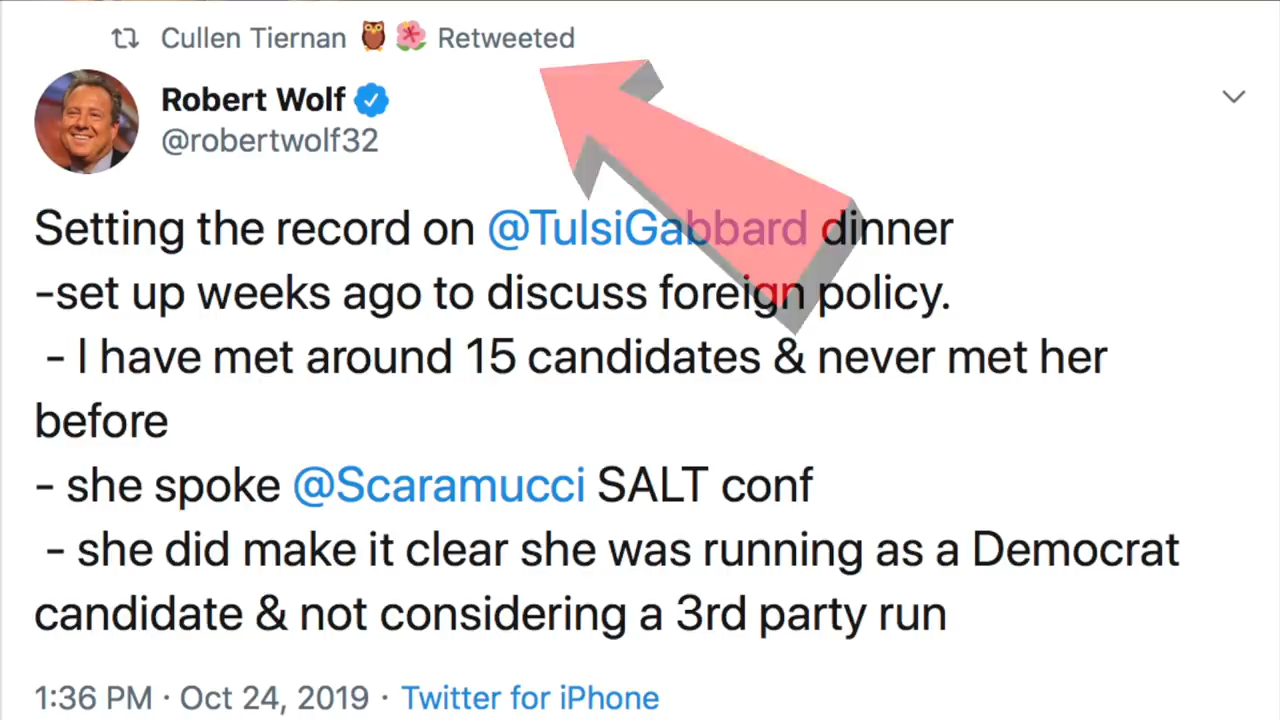 Cullen Tiernan 🦉🌺 Retweeted
Robert Wolf
@robertwolf32
Setting the record on @TulsiGabbard dinner
-set up weeks ago to discuss foreign policy.
- I have met around 15 candidates & never met her
before
- she spoke @Scaramucci SALT conf
- she did make it clear she was running as a Democrat
candidate & not considering a 3rd party run
1:36 PM · Oct 24, 2019 · Twitter for iPhone